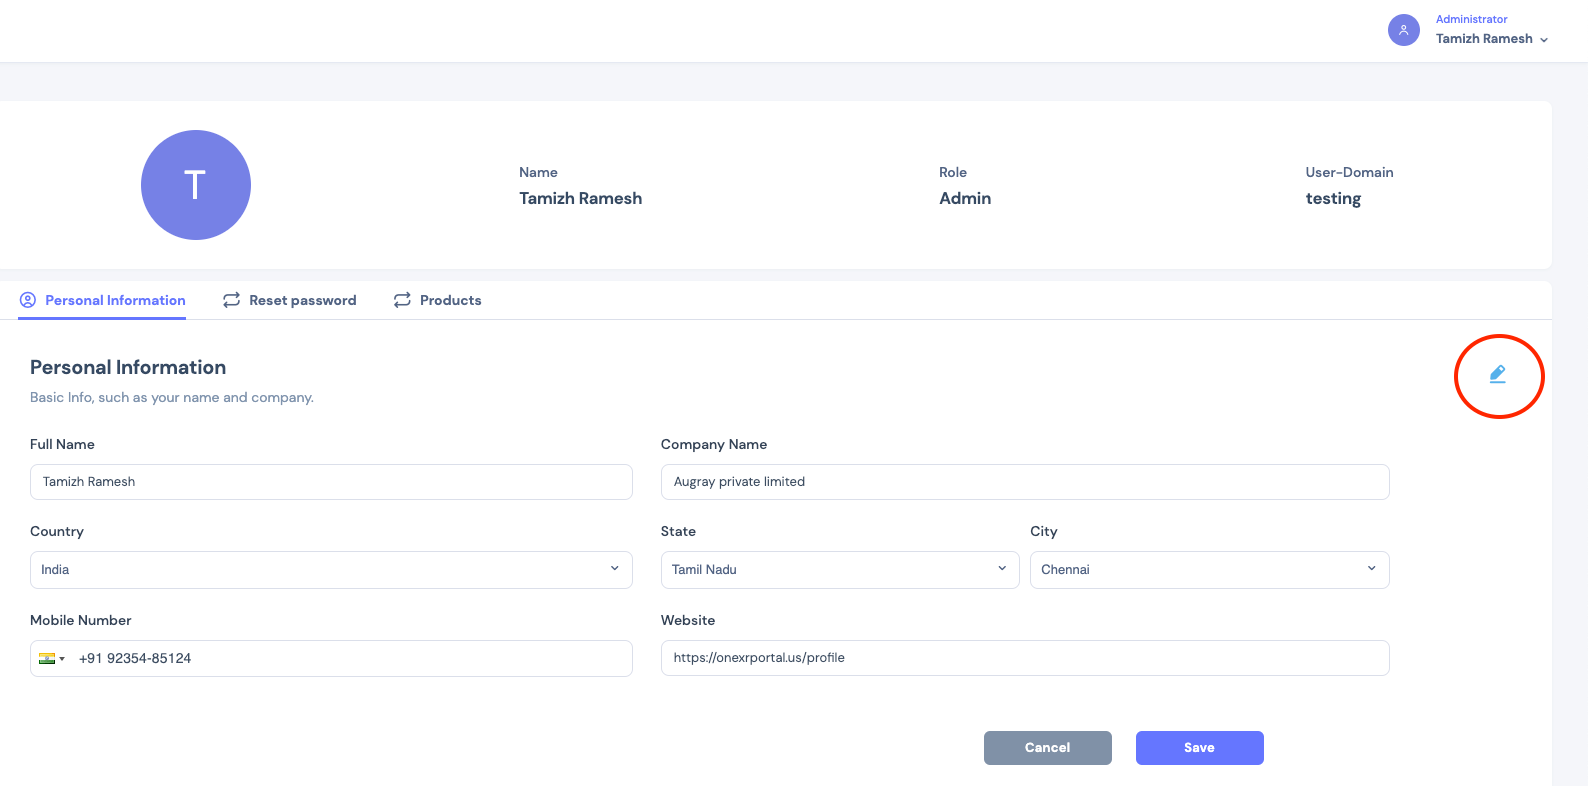 Administrator
Tamizh Ramesh
T
Name
Role
User-Domain
Tamizh Ramesh
Admin
testing
Personal Information
Reset password
Products
Personal Information
Basic Info, such as your name and company.
Full Name
Company Name
Tamizh Ramesh
Augray private limited
Country
State
City
India
Tamil Nadu
Chennai
Mobile Number
Website
+91 92354-85124
https://onexrportal.us/profile
Cancel
Save